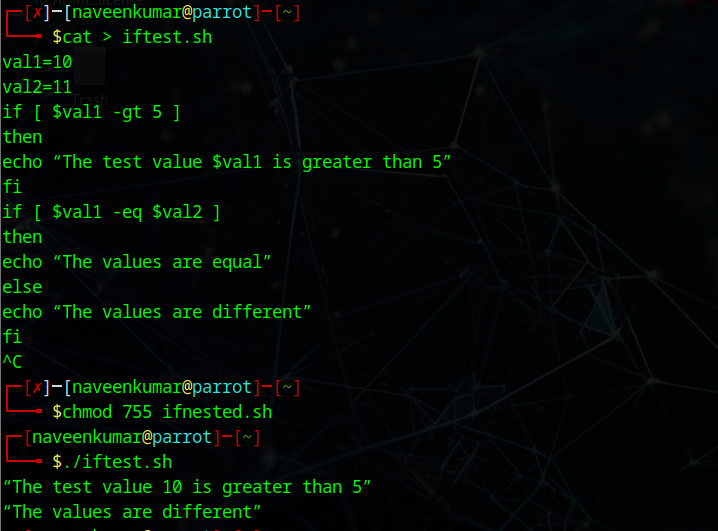 ┌─[✗]─[naveenkumar@parrot]─[~]
└──╼ $cat > iftest.sh
val1=10
val2=11
Trash
if [ $val1 -gt 5 ]
then
echo “The test value $val1 is greater than 5”
fi
if [ $val1 -eq $val2 ]
then
echo “The values are equal”
else
echo “The values are different”
fi
^C
┌─[✗]─[naveenkumar@parrot]─[~]
└──╼ $chmod 755 ifnested.sh
┌─[naveenkumar@parrot]─[~]
└──╼ $./iftest.sh
“The test value 10 is greater than 5”
“The values are different”